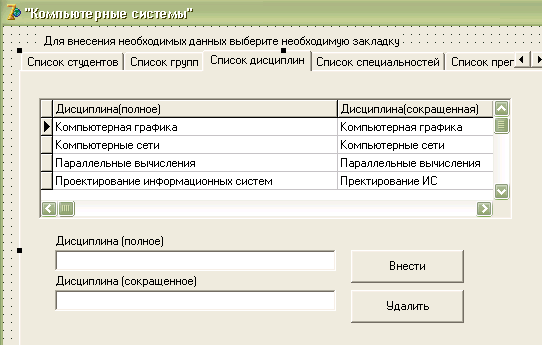 "Компьютерные системы"
Для внесения необходимых данных выберите необходимую закладку
Список студентов Список групп Список дисциплин Список специальностей Список преп
Дисциплина(полное) Дисциплина(сокращенная)
Компьютерная графика Компьютерная графика
Компьютерные сети Компьютерные сети
Параллельные вычисления Параллельные вычисления
Проектирование информационных систем Пректирование ИС
Дисциплина (полное)
Внести
Дисциплина (сокращенное)
Удалить